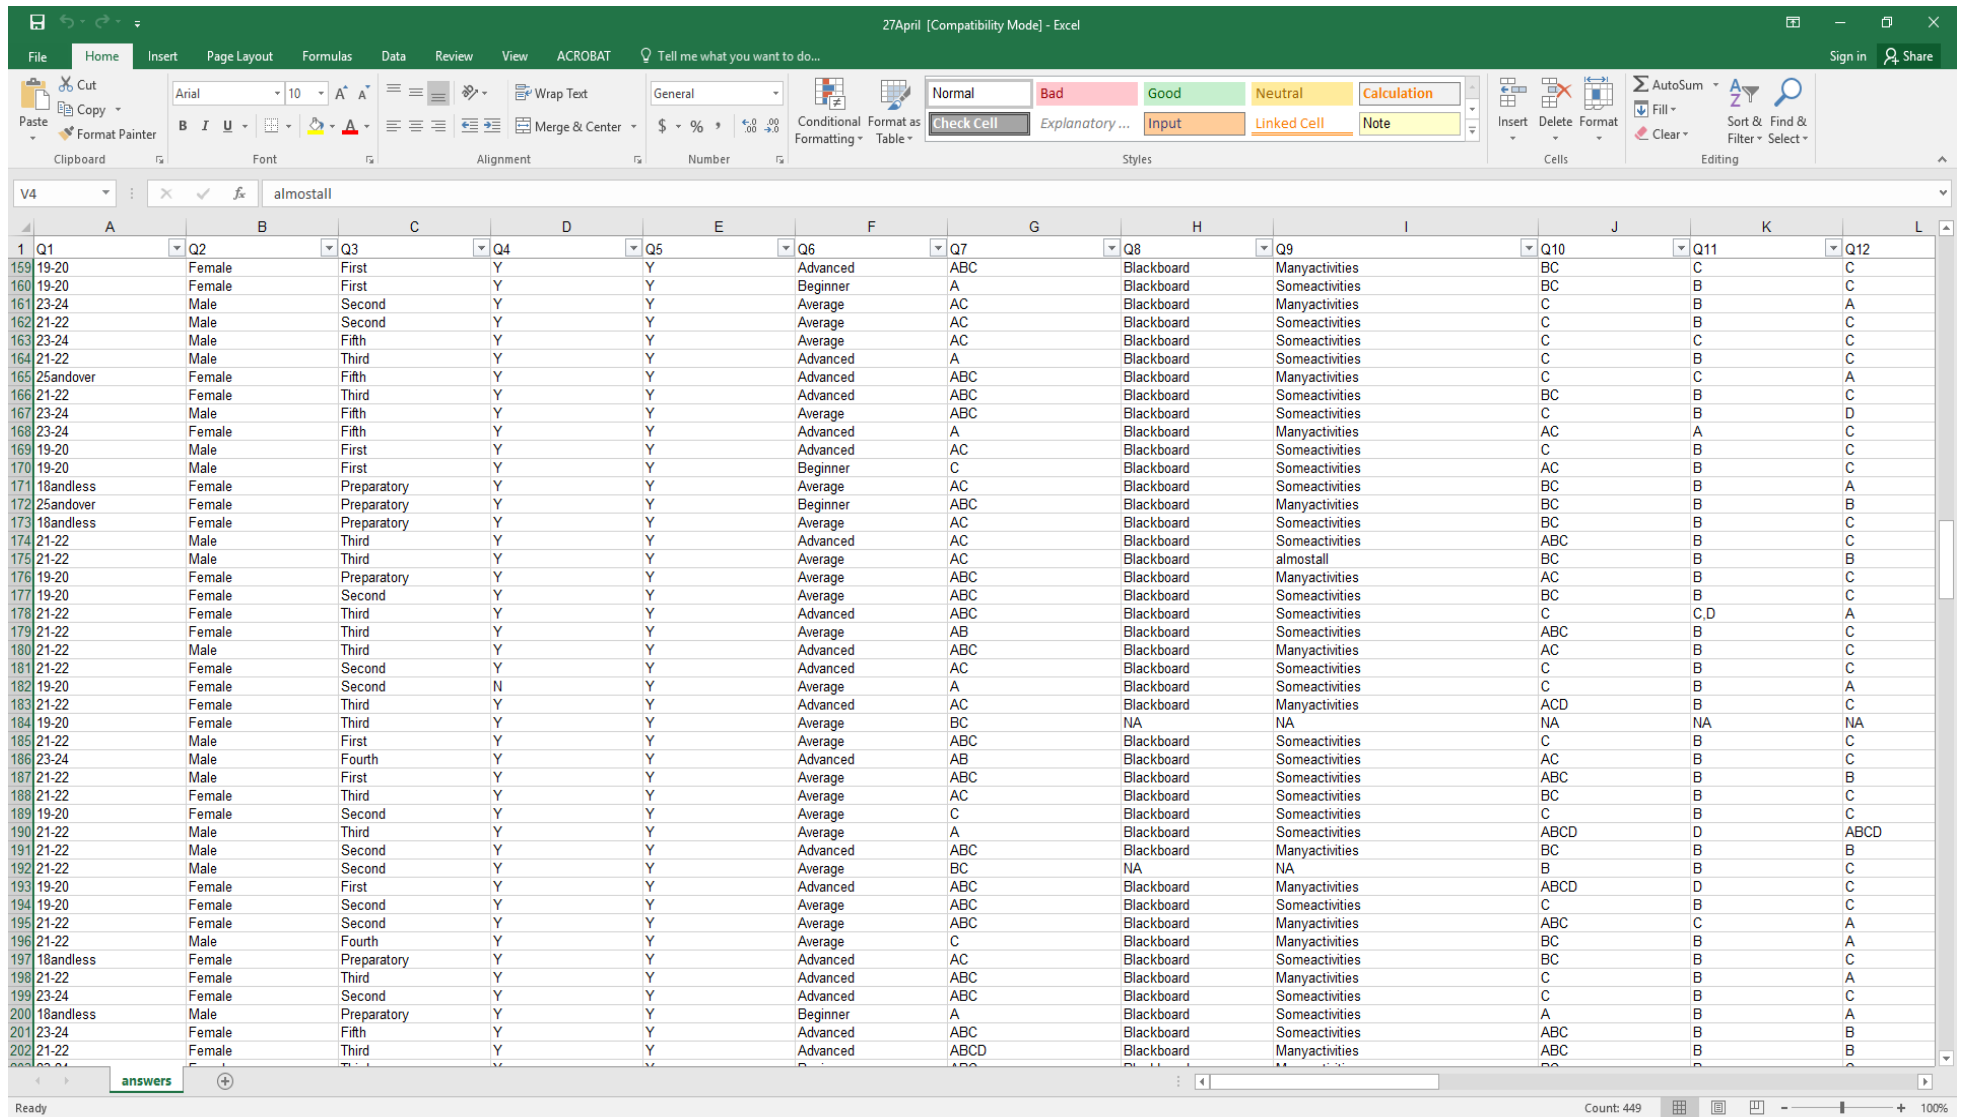 27April [Compatibility Mode] - Excel
File Home Insert Page Layout Formulas Data Review View ACROBAT Tell me what you want to do... Sign in Share
Cut
Copy
Format Painter
Paste
Clipboard
Arial 10
B I U
Font
Wrap Text
Merge & Center
Alignment
General
$ % ,
Number
Conditional Formatting
Format as Table
Normal Bad Good Neutral Calculation
Check Cell Explanatory ... Input Linked Cell Note
Styles
Insert Delete Format
Cells
AutoSum
Fill
Clear
Sort & Filter
Find & Select
Editing
V4 fx almostall
A B C D E F G H I J K L
1 Q1 Q2 Q3 Q4 Q5 Q6 Q7 Q8 Q9 Q10 Q11 Q12
159 19-20 Female First Y Y Advanced ABC Blackboard Manyactivities BC C C
160 19-20 Female First Y Y Beginner A Blackboard Someactivities BC B C
161 23-24 Male Second Y Y Average AC Blackboard Manyactivities C B A
162 21-22 Male Second Y Y Average AC Blackboard Someactivities C B C
163 23-24 Male Fifth Y Y Average AC Blackboard Someactivities C C C
164 21-22 Male Third Y Y Advanced A Blackboard Someactivities C B C
165 25andover Female Fifth Y Y Advanced ABC Blackboard Manyactivities C C A
166 21-22 Female Third Y Y Advanced ABC Blackboard Someactivities BC B C
167 23-24 Male Fifth Y Y Average ABC Blackboard Someactivities C B D
168 23-24 Female Fifth Y Y Advanced A Blackboard Manyactivities AC A C
169 19-20 Male First Y Y Advanced AC Blackboard Someactivities C B C
170 19-20 Male First Y Y Beginner C Blackboard Someactivities AC B C
171 18andless Female Preparatory Y Y Average AC Blackboard Someactivities BC B A
172 25andover Female Preparatory Y Y Beginner ABC Blackboard Manyactivities BC B B
173 18andless Female Preparatory Y Y Average AC Blackboard Someactivities BC B C
174 21-22 Male Third Y Y Advanced AC Blackboard Someactivities ABC B C
175 21-22 Male Third Y Y Average AC Blackboard almostall BC B B
176 19-20 Female Preparatory Y Y Average ABC Blackboard Manyactivities AC B C
177 19-20 Female Second Y Y Average ABC Blackboard Someactivities BC B C
178 21-22 Female Third Y Y Advanced ABC Blackboard Someactivities C C,D A
179 21-22 Female Third Y Y Average AB Blackboard Someactivities ABC B C
180 21-22 Male Third Y Y Advanced ABC Blackboard Manyactivities AC B C
181 21-22 Female Second Y Y Advanced AC Blackboard Someactivities C B C
182 19-20 Female Second N Y Average A Blackboard Someactivities C B A
183 21-22 Female Third Y Y Advanced AC Blackboard Manyactivities ACD B C
184 19-20 Female Third Y Y Average BC NA NA NA NA NA
185 21-22 Male First Y Y Average ABC Blackboard Someactivities C B C
186 23-24 Male Fourth Y Y Advanced AB Blackboard Someactivities AC B C
187 21-22 Male First Y Y Average ABC Blackboard Someactivities ABC B B
188 21-22 Female Third Y Y Average AC Blackboard Someactivities BC B C
189 19-20 Female Second Y Y Average C Blackboard Someactivities C B C
190 21-22 Male Third Y Y Average A Blackboard Someactivities ABCD D ABCD
191 21-22 Male Second Y Y Advanced ABC Blackboard Manyactivities BC B B
192 21-22 Male Second Y Y Average BC NA NA B B C
193 19-20 Female First Y Y Advanced ABC Blackboard Manyactivities ABCD D C
194 19-20 Female Second Y Y Average ABC Blackboard Someactivities C B C
195 21-22 Female Second Y Y Average ABC Blackboard Manyactivities ABC C A
196 21-22 Male Fourth Y Y Average C Blackboard Manyactivities BC B A
197 18andless Female Preparatory Y Y Advanced AC Blackboard Someactivities BC B C
198 21-22 Female Third Y Y Advanced ABC Blackboard Manyactivities C B A
199 23-24 Female Second Y Y Advanced ABC Blackboard Someactivities C B C
200 18andless Male Preparatory Y Y Beginner A Blackboard Someactivities A B A
201 23-24 Female Fifth Y Y Advanced ABC Blackboard Someactivities ABC B B
202 21-22 Female Third Y Y Advanced ABCD Blackboard Manyactivities ABC B B
answers
Ready Count: 449 100%